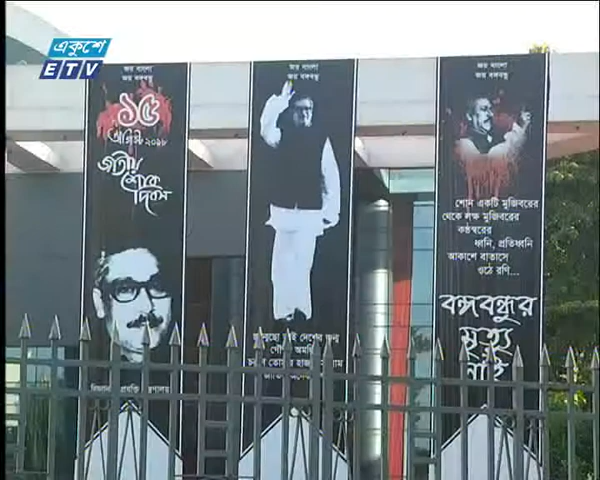 একুশে
ETV
জয় বাংলা
জয় বঙ্গবন্ধু
১৫
আগস্ট ২০১৮
জাতীয়
শোক
দিবস
জয় বাংলা
জয় বঙ্গবন্ধু
জয় বাংলা
জয় বঙ্গবন্ধু
শোন একটি মুজিবরের
থেকে লক্ষ মুজিবরের
কণ্ঠস্বরের
ধ্বনি, প্রতিধ্বনি
আকাশে বাতাসে
ওঠে রণি...
বঙ্গবন্ধুর
মৃত্যু
নাই